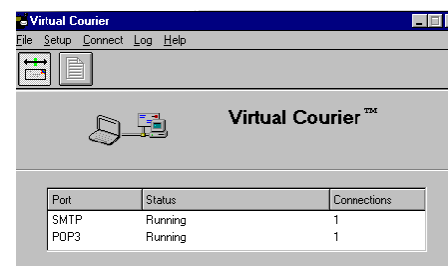 Virtual Courier
File Setup Connect Log Help
Virtual Courier™
Port Status Connections
SMTP Running 1
POP3 Running 1